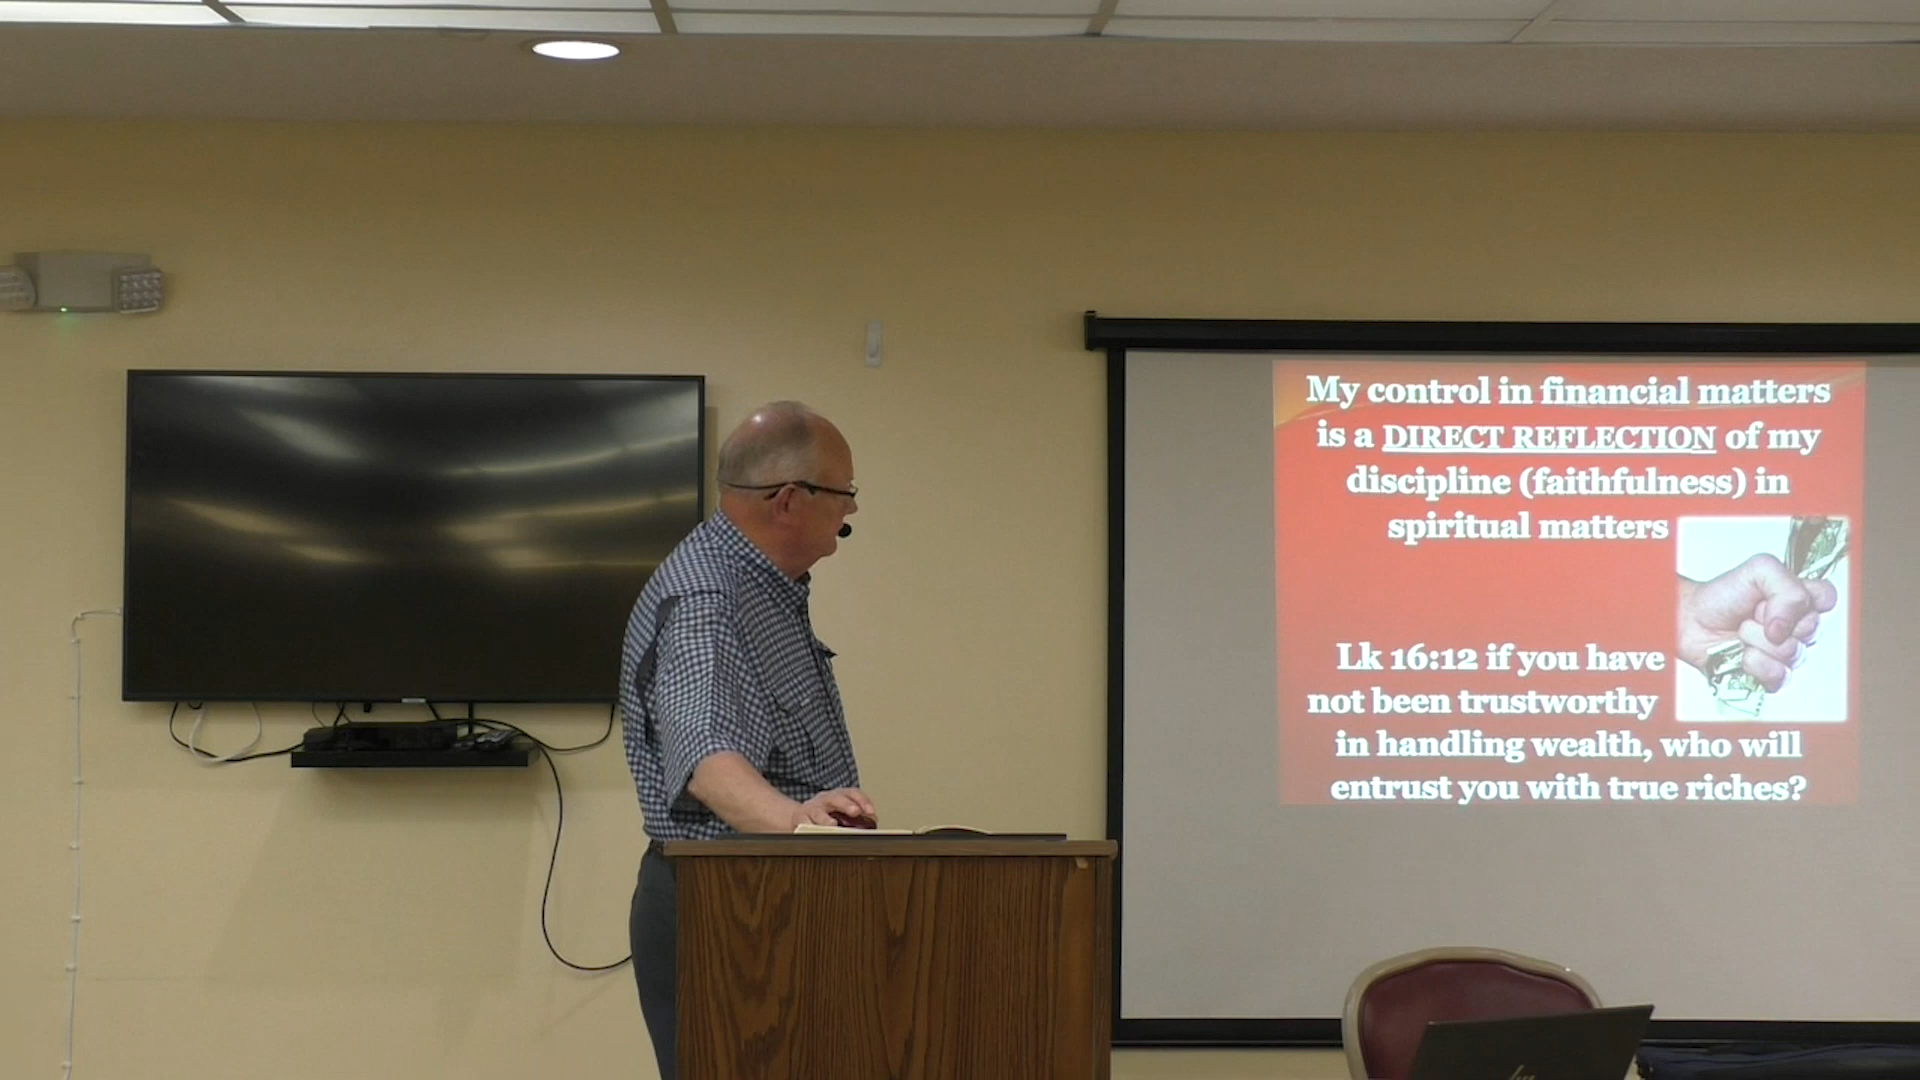 My control in financial matters
is a DIRECT REFLECTION of my
discipline (faithfulness) in
spiritual matters
Lk 16:12 if you have
not been trustworthy
in handling wealth, who will
entrust you with true riches?